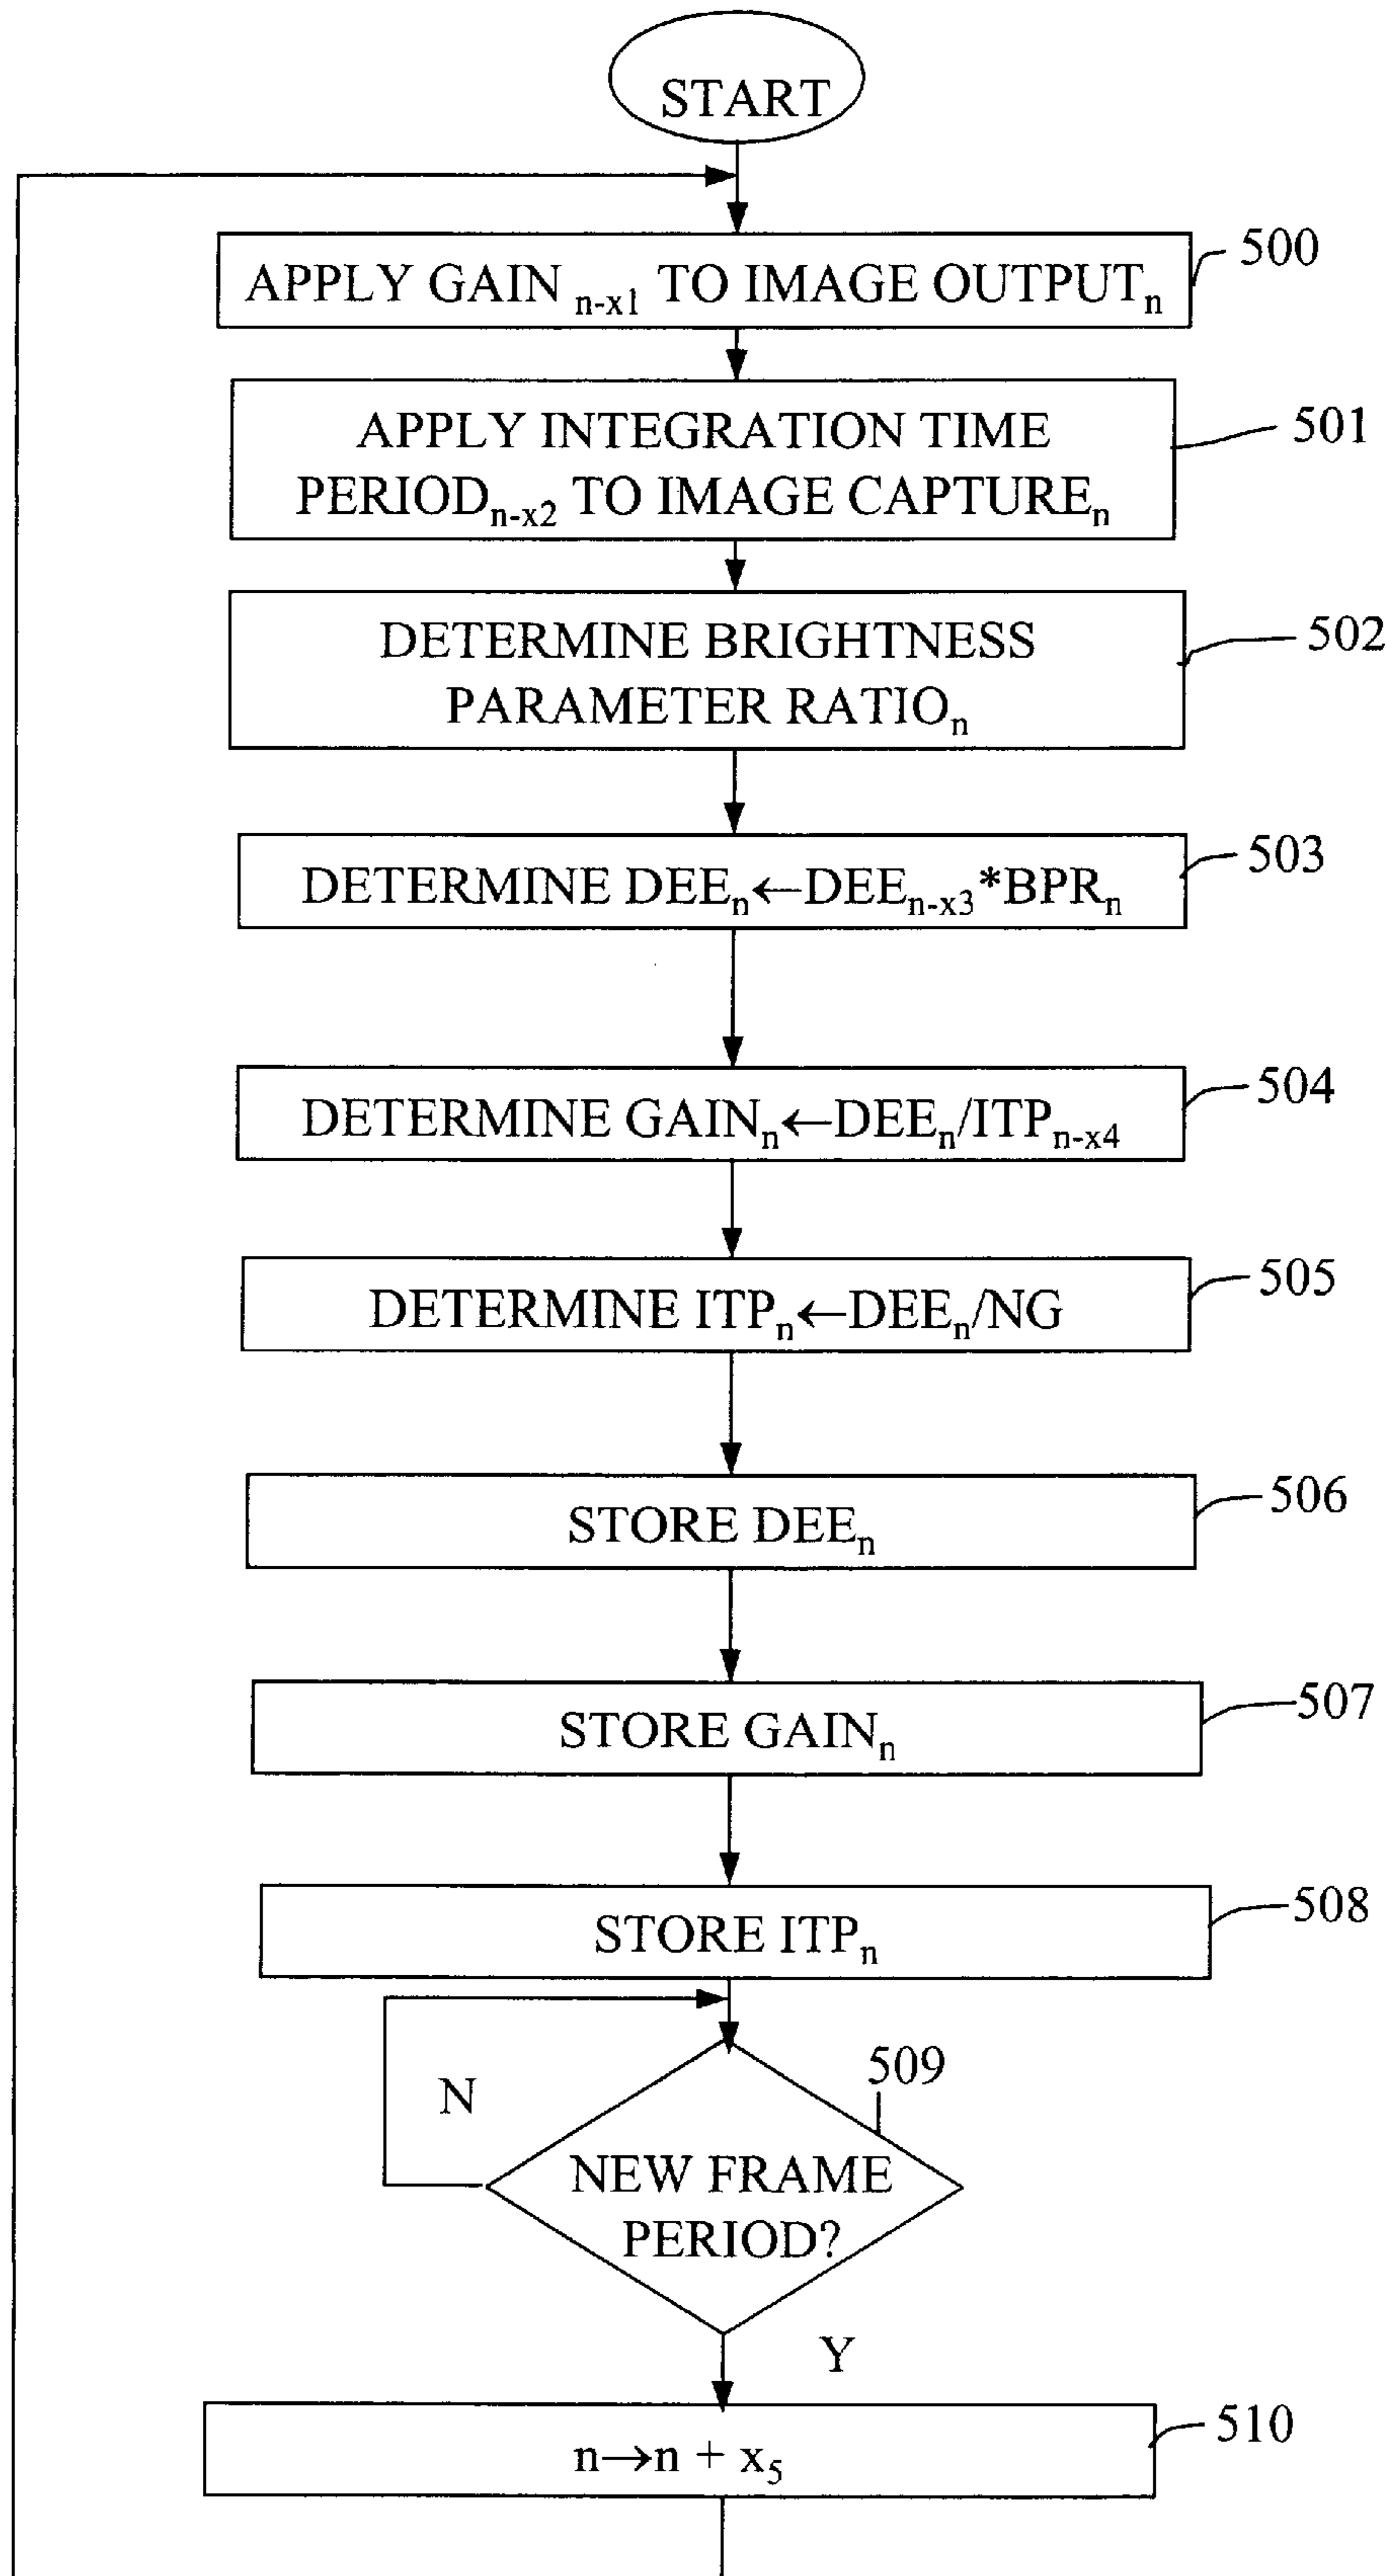 START
APPLY GAIN n-x1 TO IMAGE OUTPUTn
500
APPLY INTEGRATION TIME
PERIODn-x2 TO IMAGE CAPTUREn
501
DETERMINE BRIGHTNESS
PARAMETER RATIOn
502
DETERMINE DEEn←DEEn-x3*BPRn
503
DETERMINE GAINn←DEEn/ITPn-x4
504
DETERMINE ITPn←DEEn/NG
505
STORE DEEn
506
STORE GAINn
507
STORE ITPn
508
N
509
NEW FRAME
PERIOD?
Y
n→n + x5
510